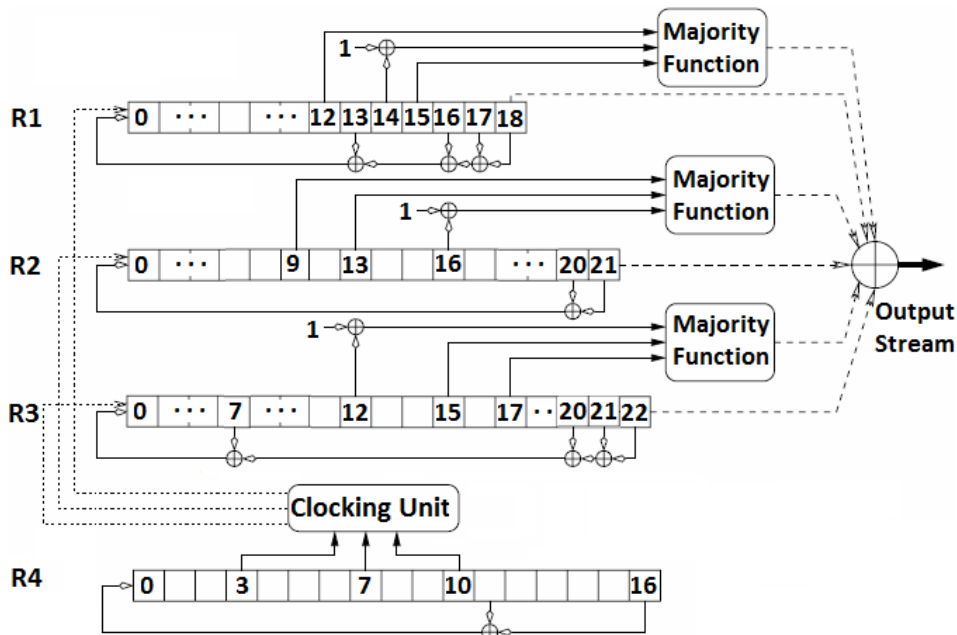 Majority
Function
1
R1
0 ... ... 12 13 14 15 16 17 18
Majority
Function
1
R2
0 ... 9 13 16 ... 20 21
Output
Stream
Majority
Function
1
R3
0 ... 7 ... 12 15 17 .. 20 21 22
Clocking Unit
R4
0 3 7 10 16